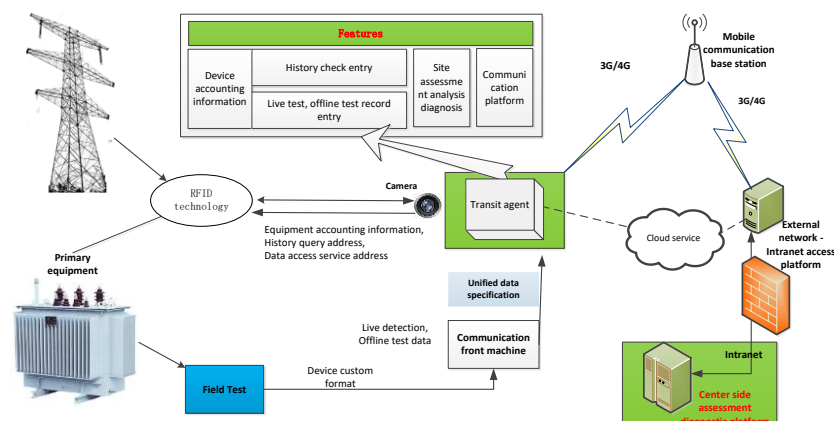 Features
Device
accounting
information
History check entry
Live test, offline test record
entry
Site
assessme
nt analysis
diagnosis
Communi
cation
platform
Mobile
communication
base station
3G/4G
3G/4G
RFID
technology
Camera
Transit agent
Equipment accounting information,
History query address,
Data access service address
Cloud service
External
network -
Intranet access
platform
Primary
equipment
Unified data
specification
Live detection,
Offline test data
Communication
front machine
Intranet
Field Test
Device custom
format
Center side
assessment
diagnostic platform